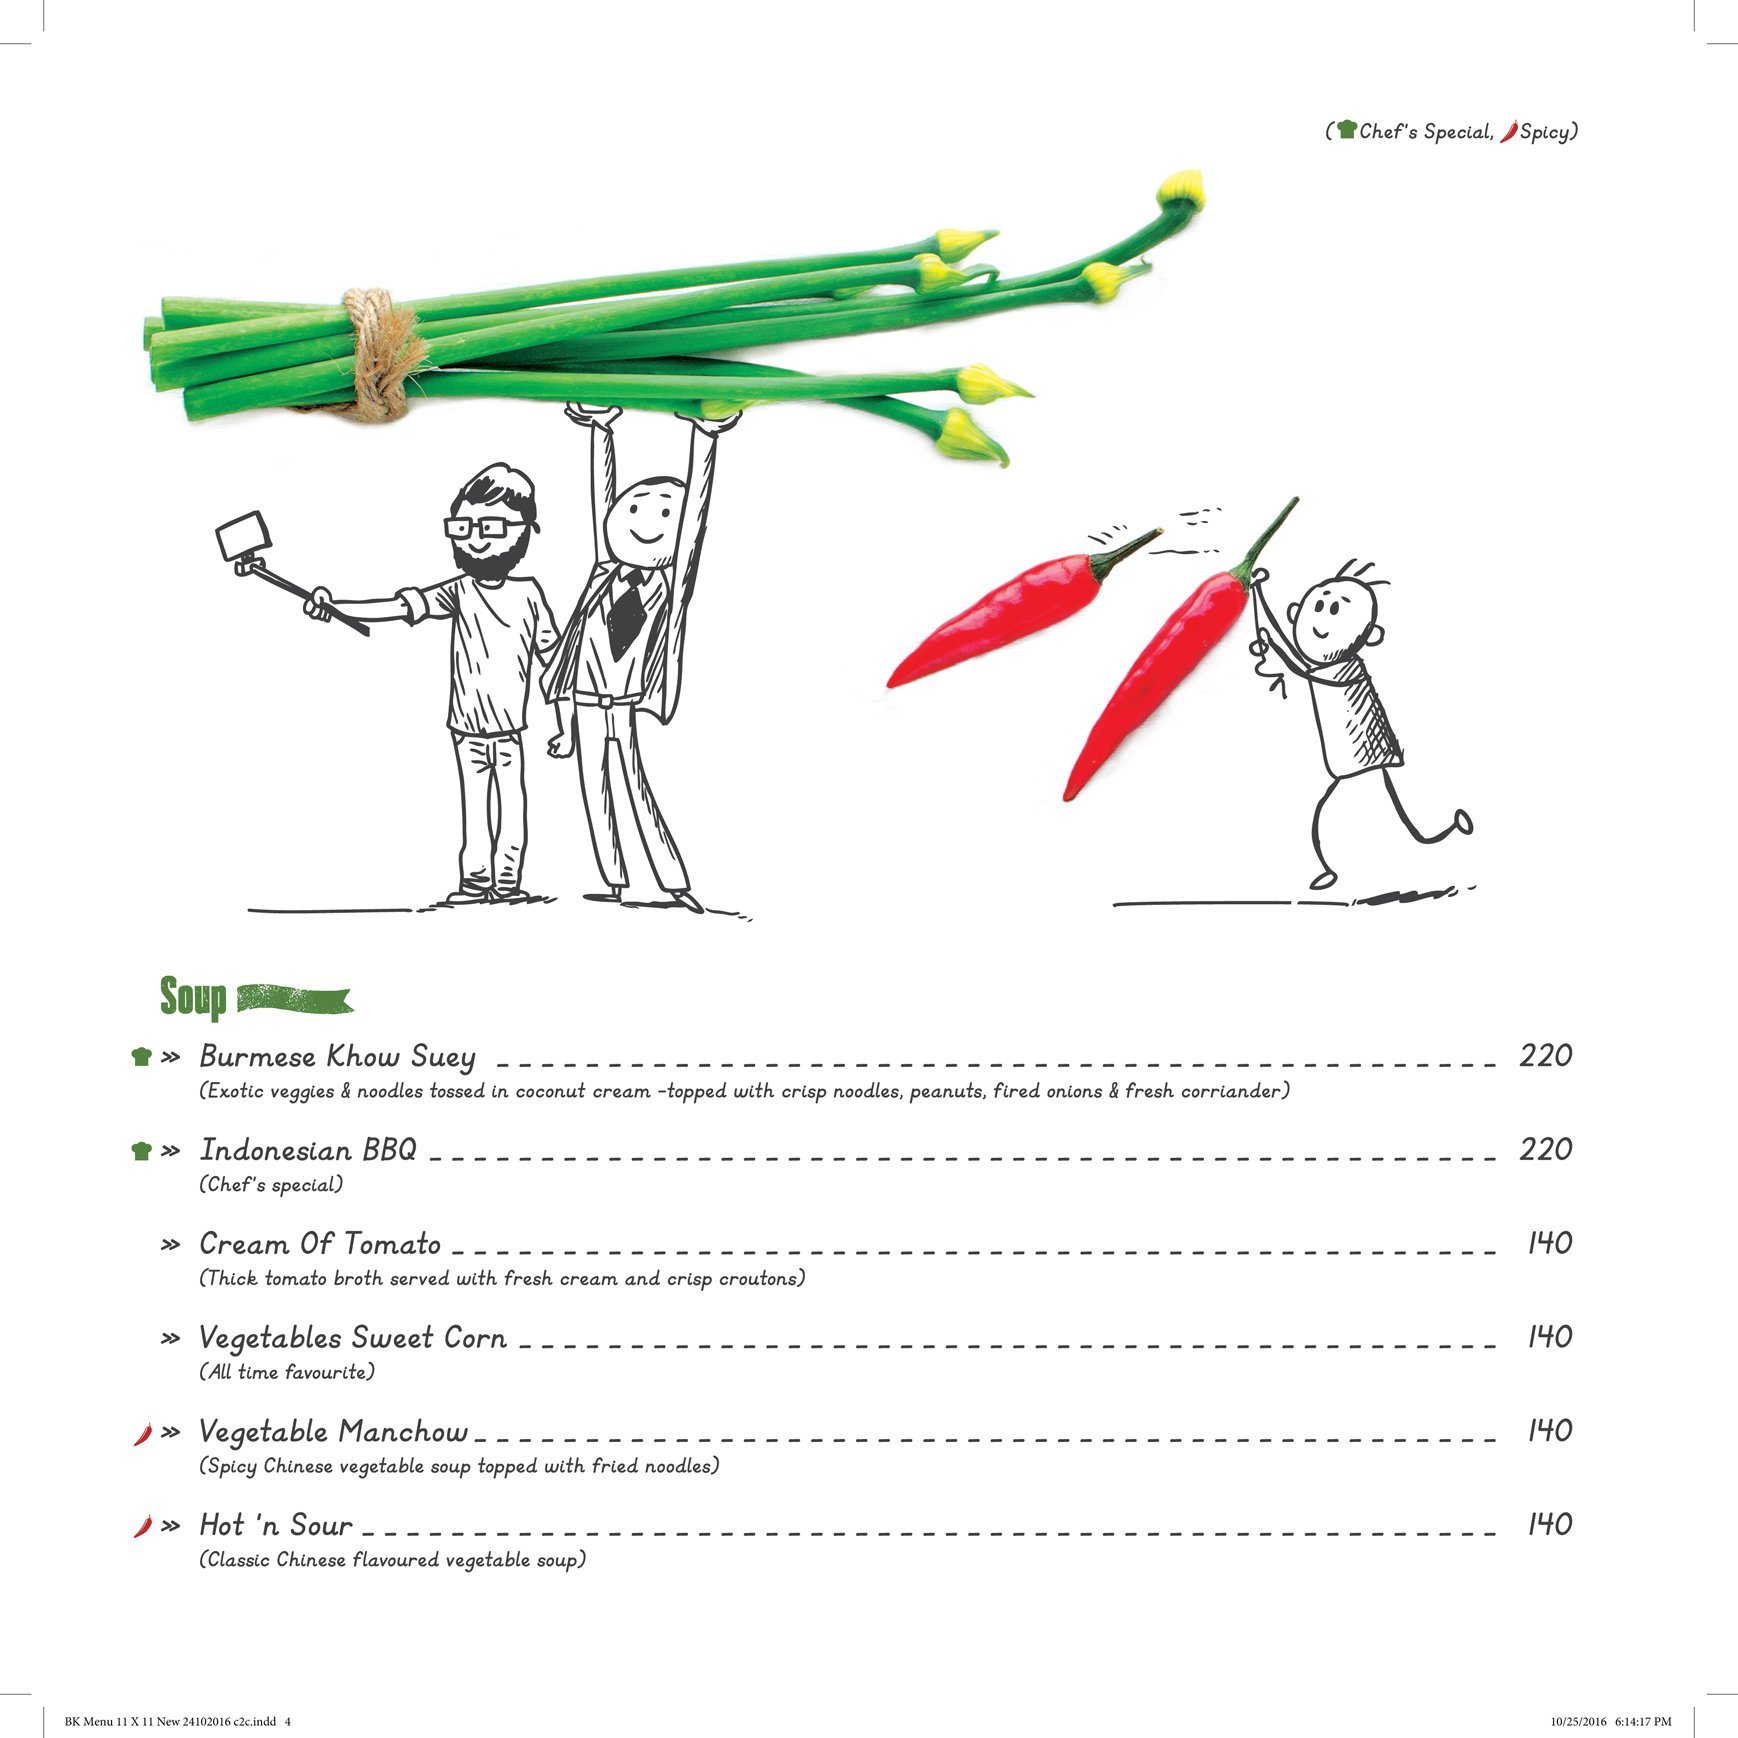 (Chef's Special, Spicy)
Soup
» Burmese Khow Suey 220
(Exotic veggies & noodles tossed in coconut cream -topped with crisp noodles, peanuts, fired onions & fresh corriander)
» Indonesian BBQ 220
(Chef's special)
» Cream Of Tomato 140
(Thick tomato broth served with fresh cream and crisp croutons)
» Vegetables Sweet Corn 140
(All time favourite)
» Vegetable Manchow 140
(Spicy Chinese vegetable soup topped with fried noodles)
» Hot 'n Sour 140
(Classic Chinese flavoured vegetable soup)
BK Menu 11 X 11 New 24102016 c2c.indd 4 10/25/2016 6:14:17 PM